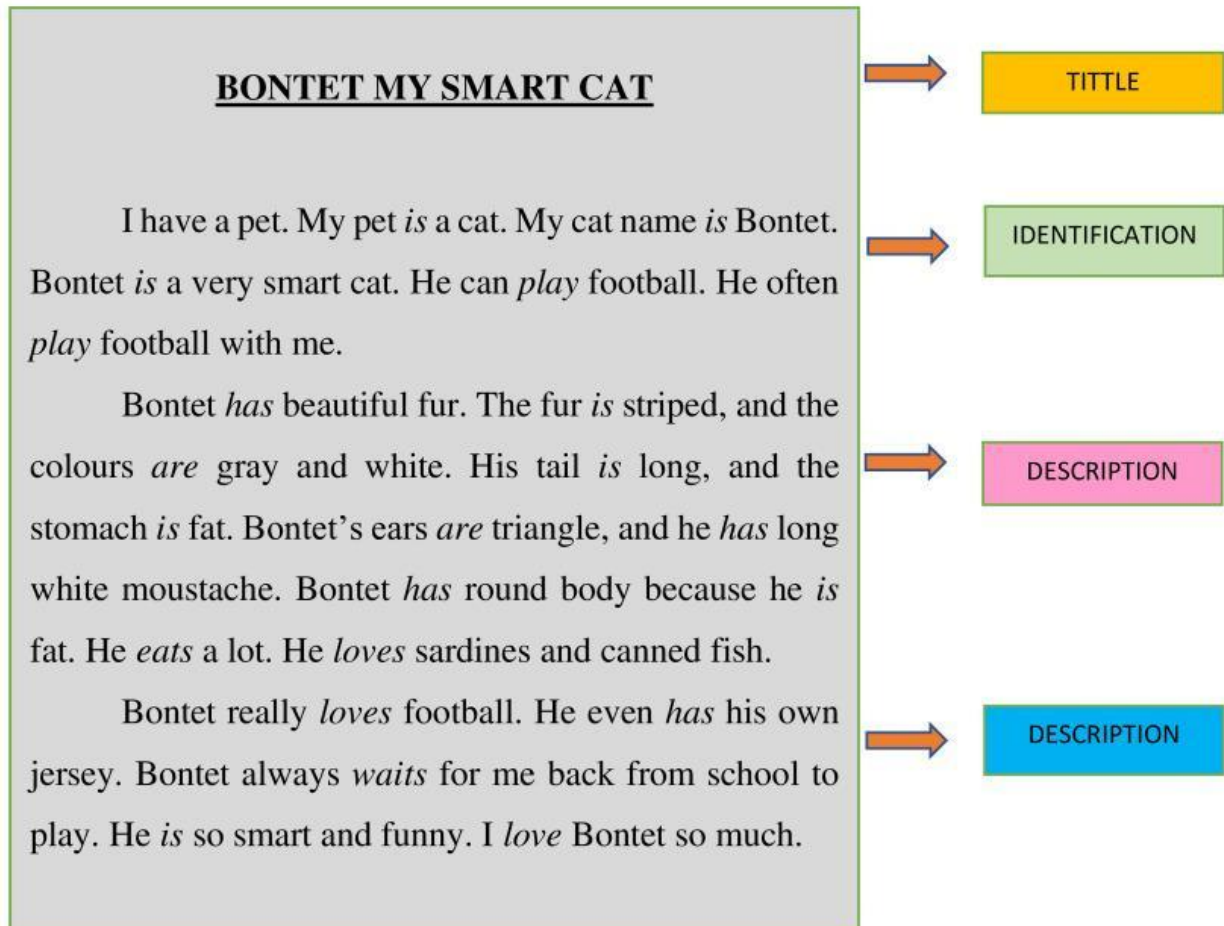 BONTET MY SMART CAT
TITTLE
I have a pet. My pet is a cat. My cat name is Bontet.
IDENTIFICATION
Bontet is a very smart cat. He can play football. He often
play football with me.
Bontet has beautiful fur. The fur is striped, and the
colours are gray and white. His tail is long, and the
DESCRIPTION
stomach is fat. Bontet’s ears are triangle, and he has long
white moustache. Bontet has round body because he is
fat. He eats a lot. He loves sardines and canned fish.
Bontet really loves football. He even has his own
DESCRIPTION
jersey. Bontet always waits for me back from school to
play. He is so smart and funny. I love Bontet so much.